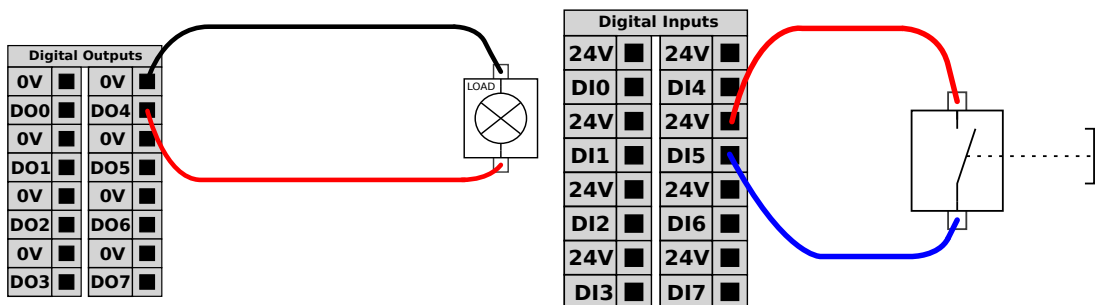 Digital Outputs
0V 0V
DO0 DO4
0V 0V
DO1 DO5
0V 0V
DO2 DO6
0V 0V
DO3 DO7
LOAD
Digital Inputs
24V 24V
DI0 DI4
24V 24V
DI1 DI5
24V 24V
DI2 DI6
24V 24V
DI3 DI7